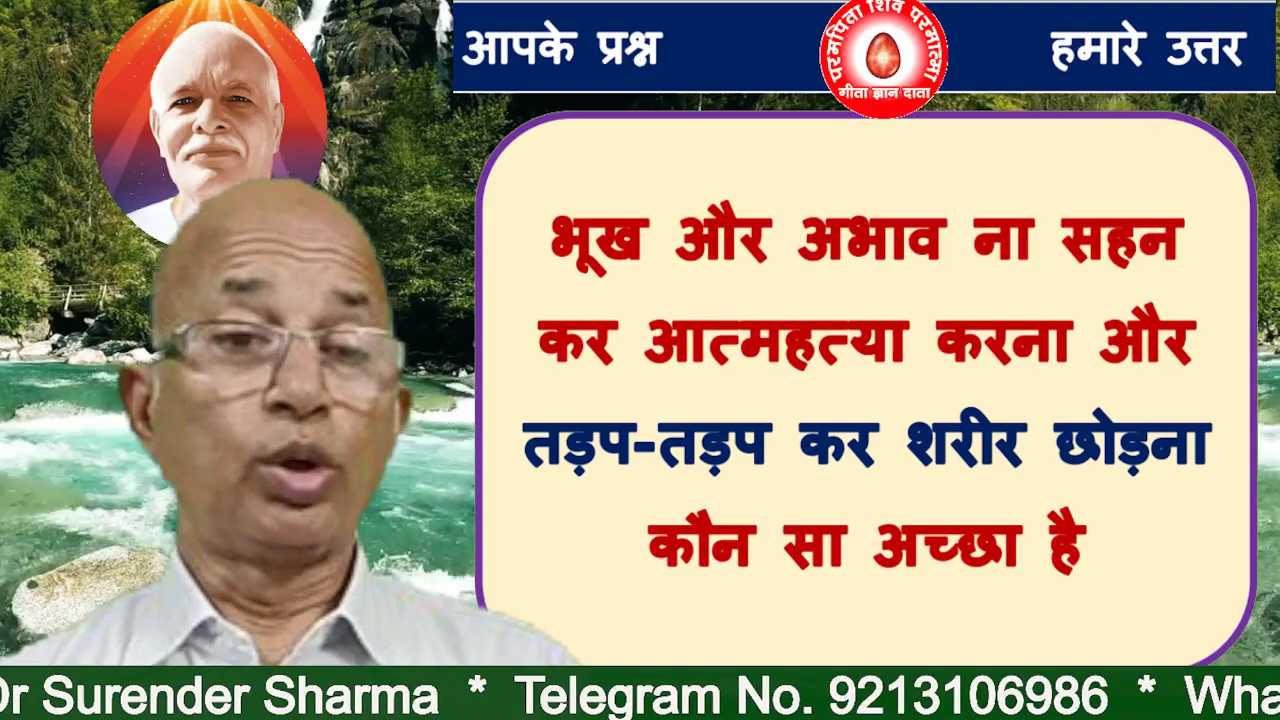 आपके प्रश्न
परमपिता शिव परमात्मा
गीता ज्ञान दाता
हमारे उत्तर
भूख और अभाव ना सहन
कर आत्महत्या करना और
तड़प-तड़प कर शरीर छोड़ना
कौन सा अच्छा है
Dr Surender Sharma * Telegram No. 9213106986 * Wha